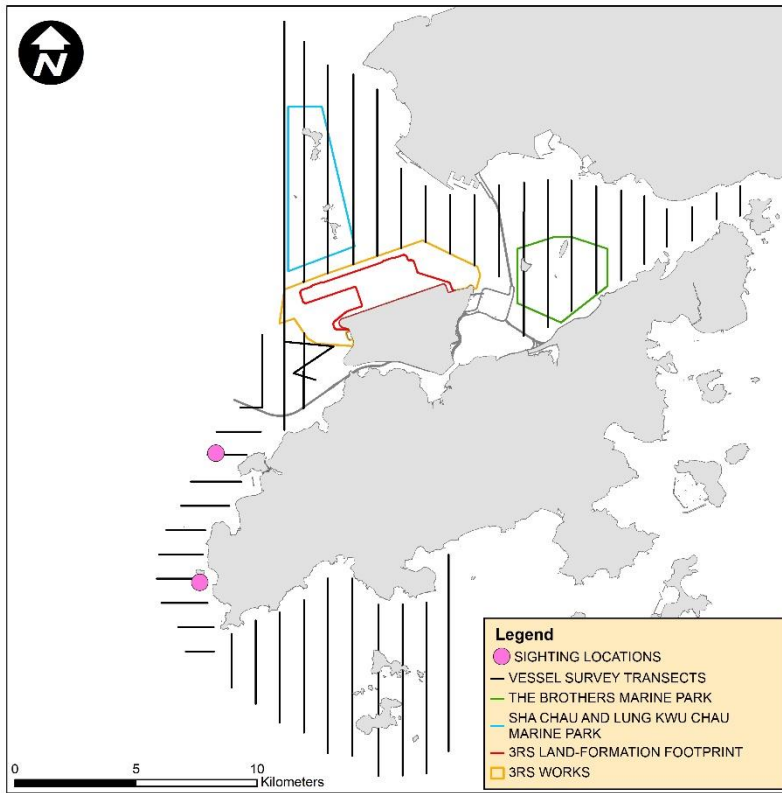 N
Legend
SIGHTING LOCATIONS
VESSEL SURVEY TRANSECTS
THE BROTHERS MARINE PARK
SHA CHAU AND LUNG KWU CHAU
MARINE PARK
3RS LAND-FORMATION FOOTPRINT
3RS WORKS
0 5 10
Kilometers